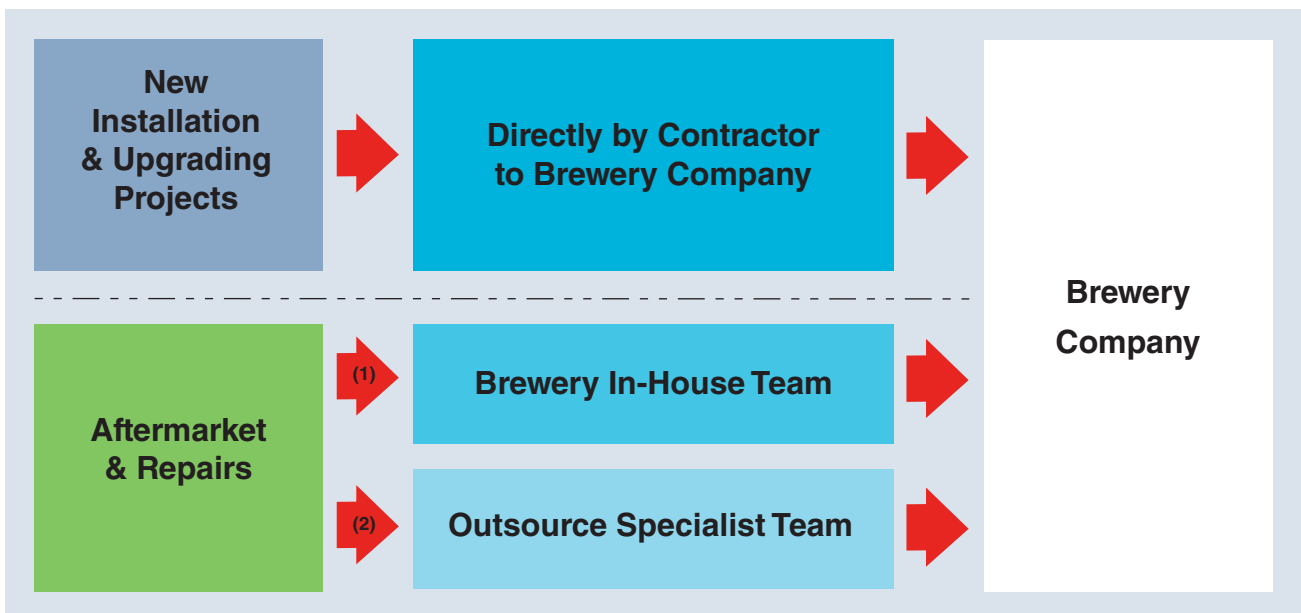 New
Installation
& Upgrading
Projects
Directly by Contractor
to Brewery Company
Brewery
Company
Aftermarket
& Repairs
(1)
Brewery In-House Team
(2)
Outsource Specialist Team